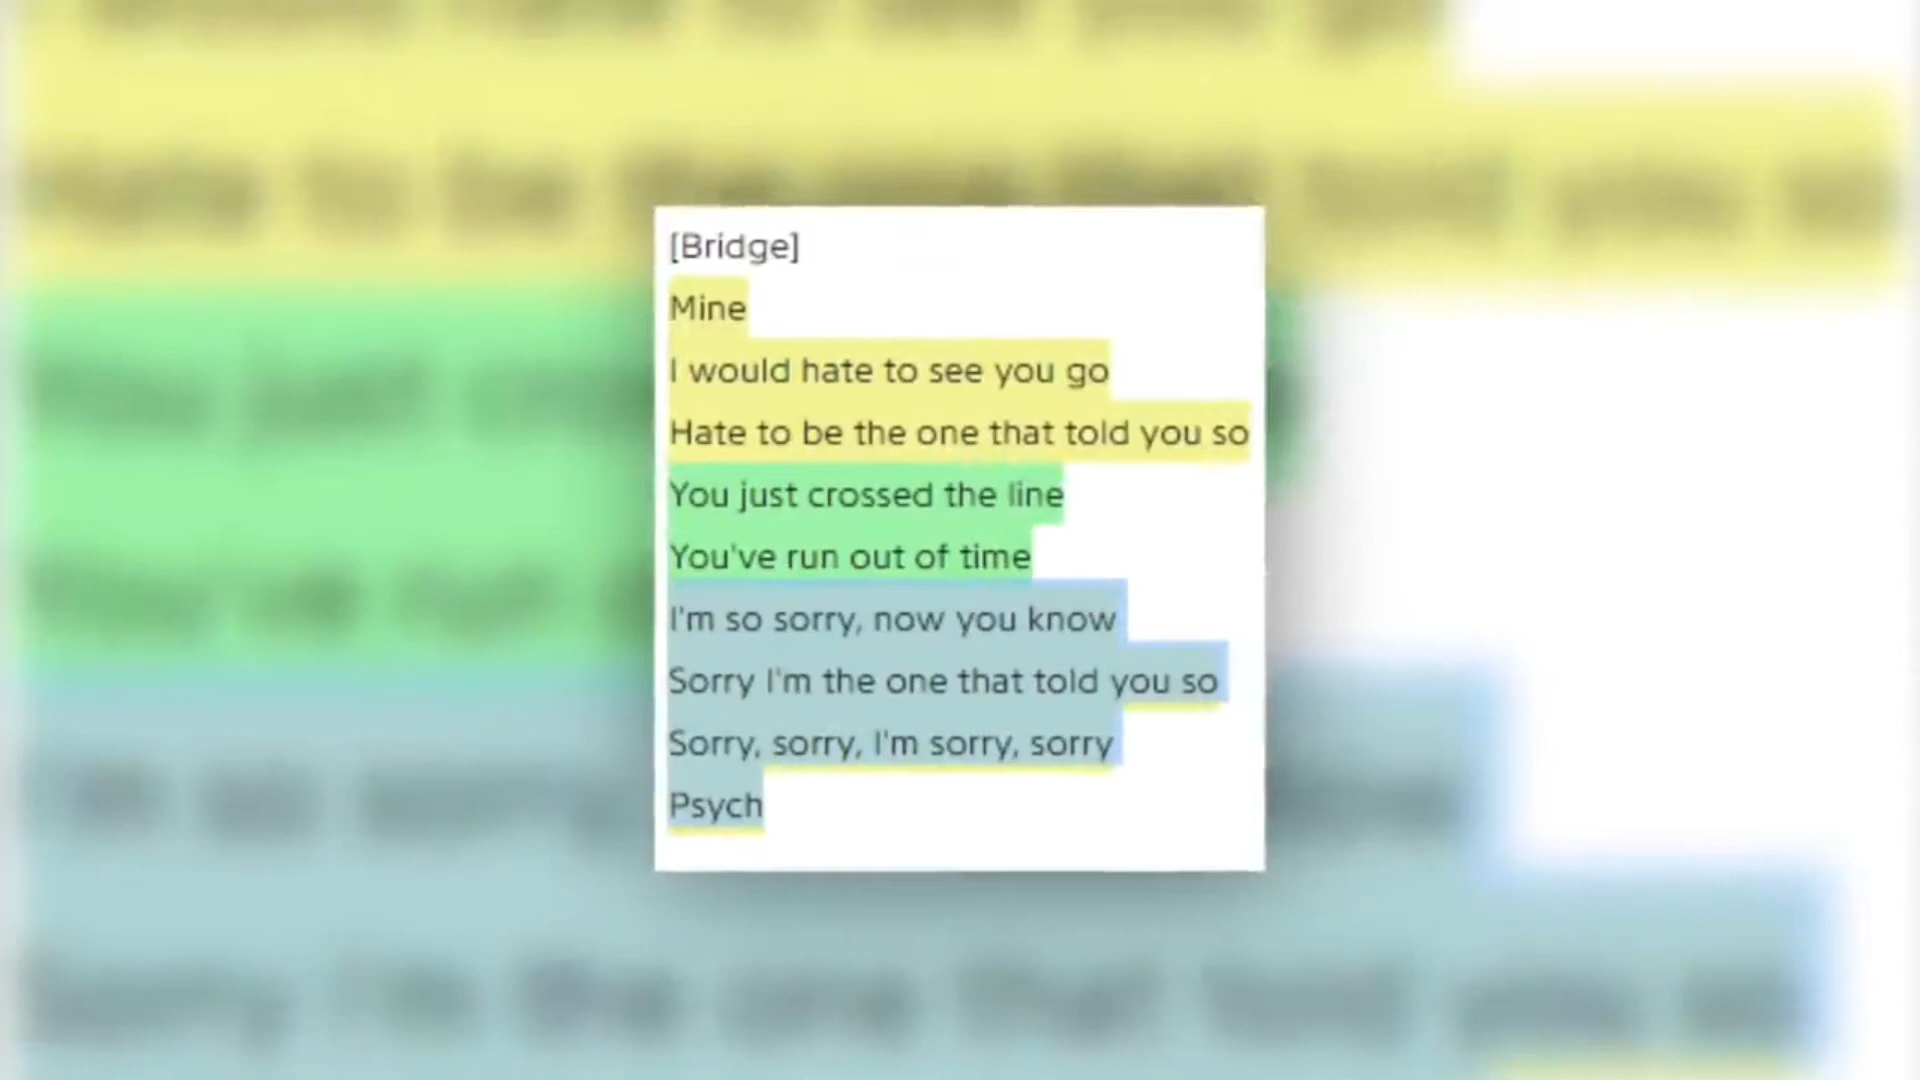 [Bridge]
Mine
I would hate to see you go
Hate to be the one that told you so
You just crossed the line
You've run out of time
I'm so sorry, now you know
Sorry I'm the one that told you so
Sorry, sorry, I'm sorry, sorry
Psych